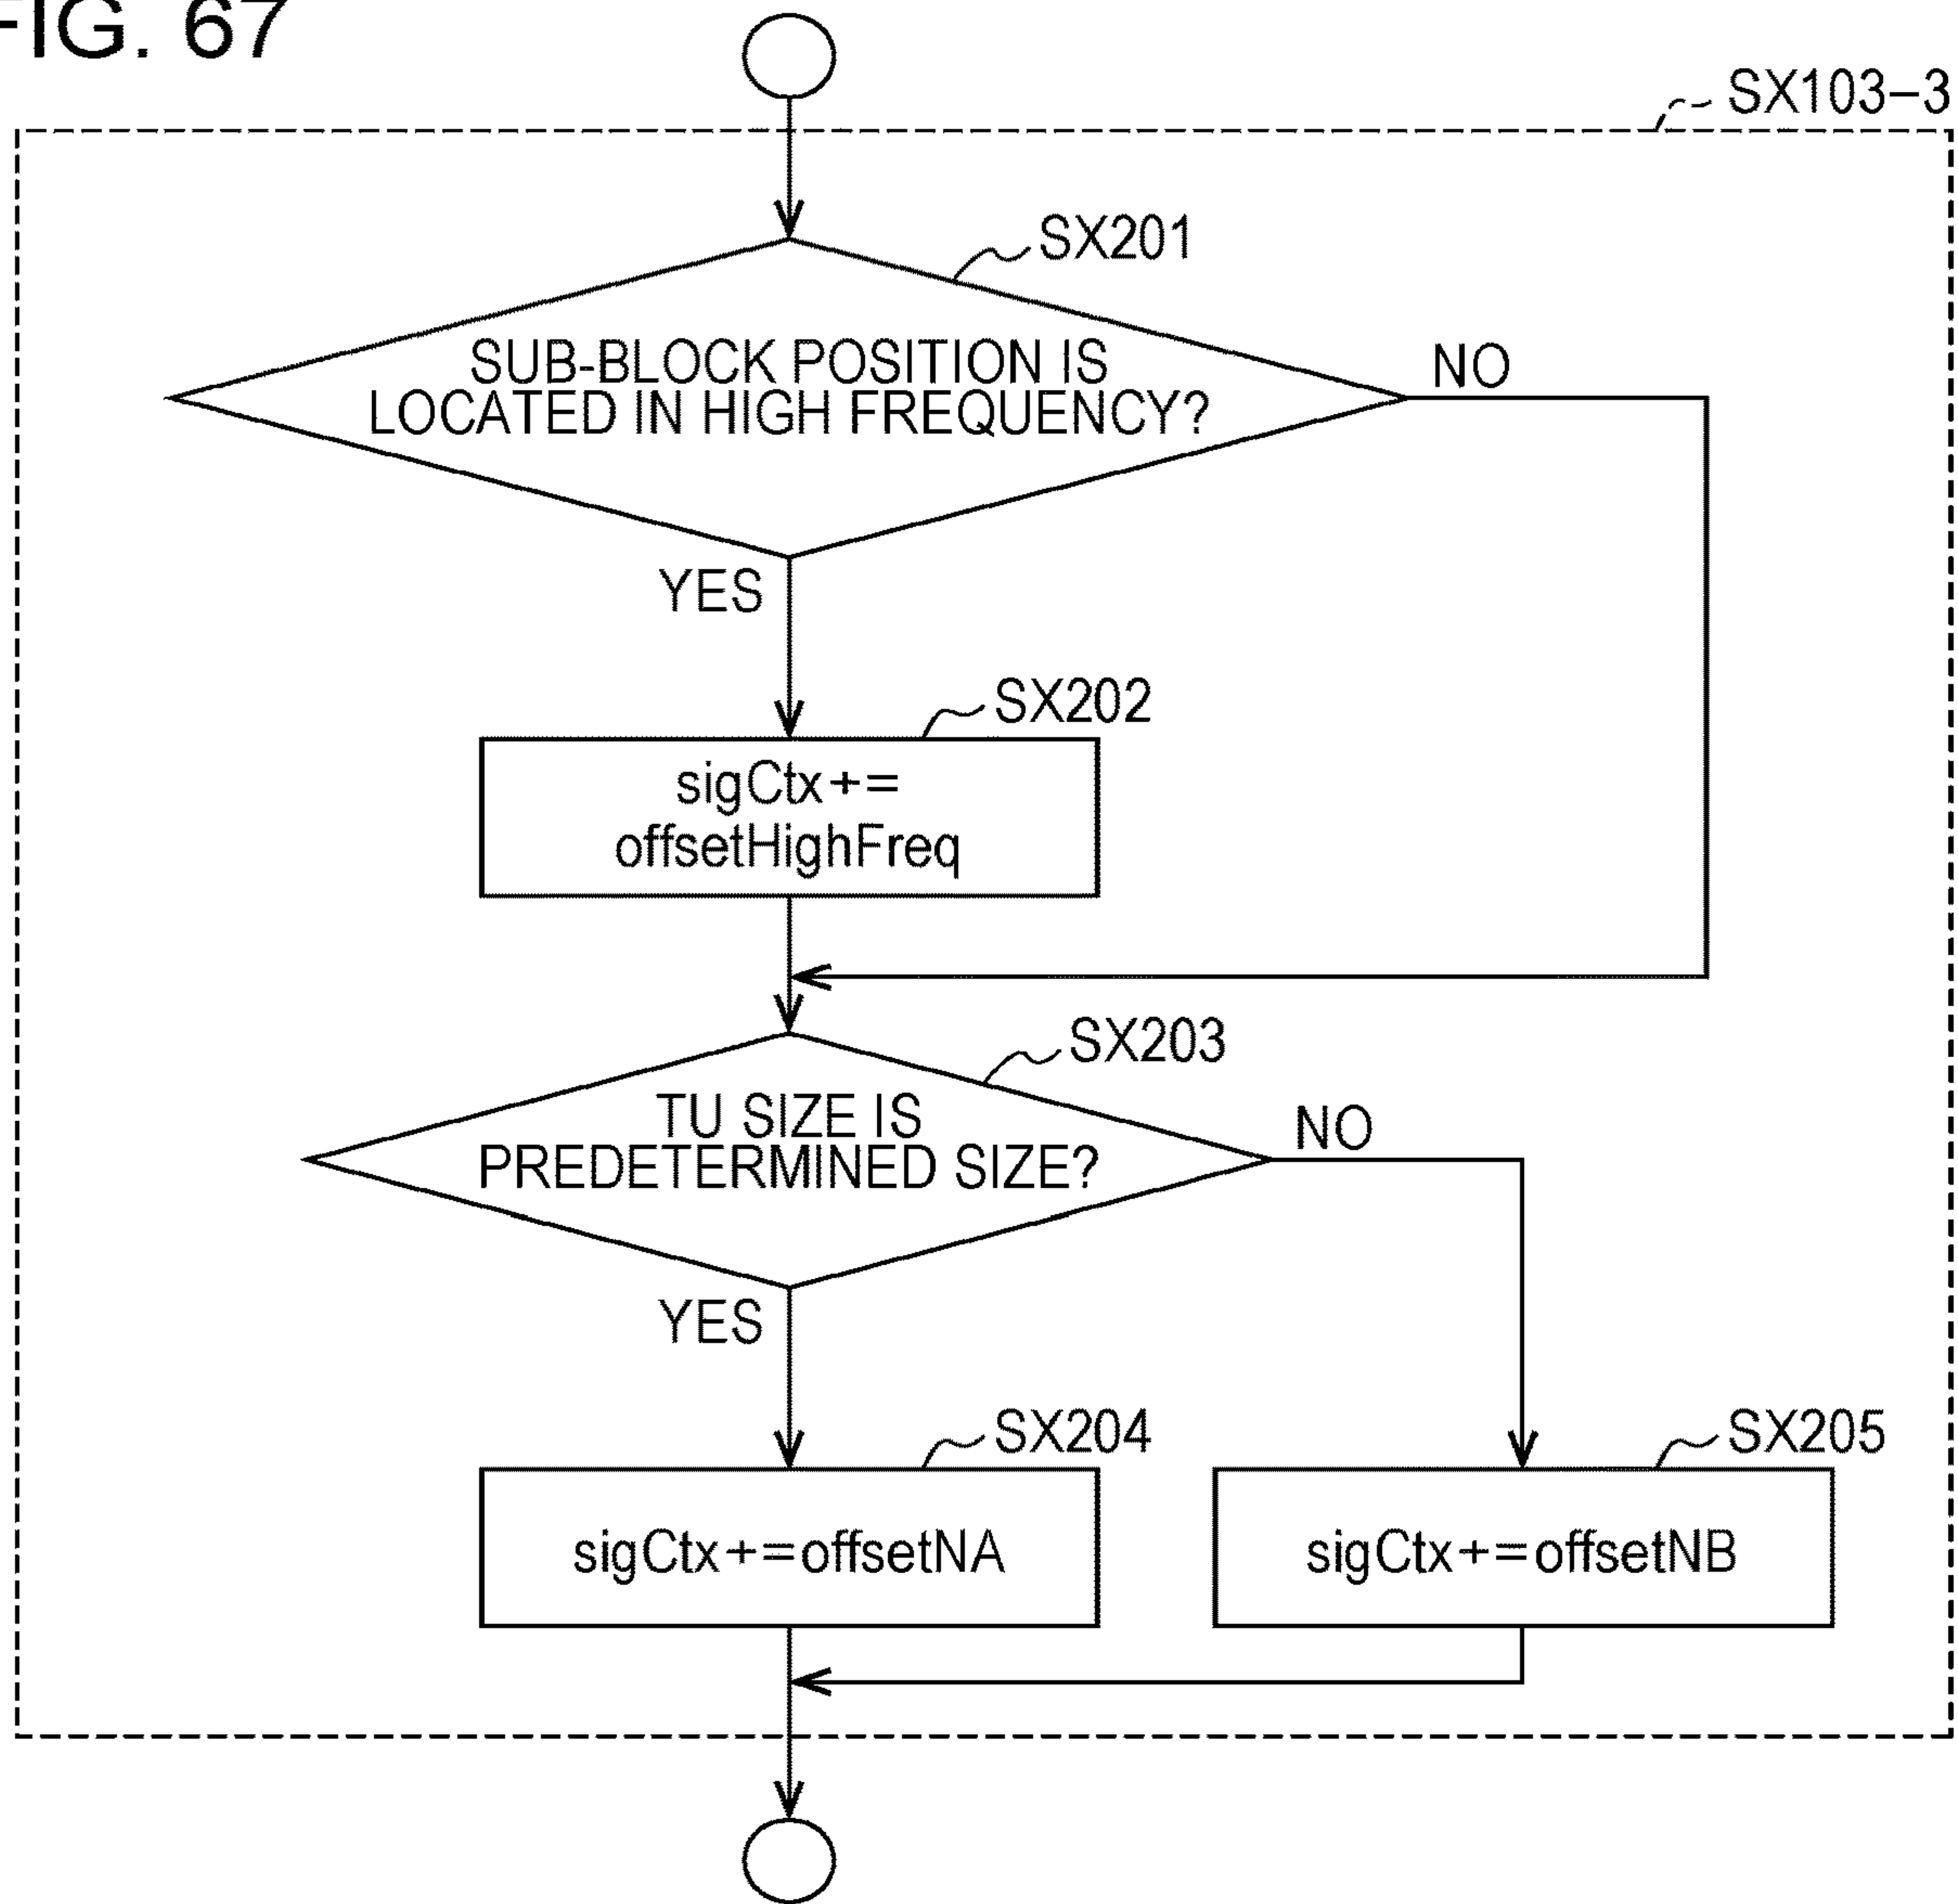 FIG. 67
SX103-3
SX201
SUB-BLOCK POSITION IS
LOCATED IN HIGH FREQUENCY?
NO
YES
SX202
sigCtx+=
offsetHighFreq
SX203
TU SIZE IS
PREDETERMINED SIZE?
NO
YES
SX204
SX205
sigCtx+=offsetNA
sigCtx+=offsetNB